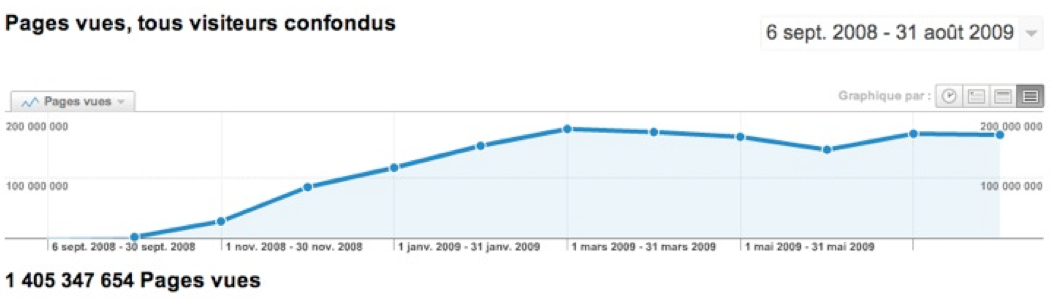 Pages vues, tous visiteurs confondus
6 sept. 2008 - 31 août 2009
Pages vues
Graphique par :
200 000 000 200 000 000
100 000 000 100 000 000
6 sept. 2008 - 30 sept. 2008 1 nov. 2008 - 30 nov. 2008 1 janv. 2009 - 31 janv. 2009 1 mars 2009 - 31 mars 2009 1 mai 2009 - 31 mai 2009
1 405 347 654 Pages vues